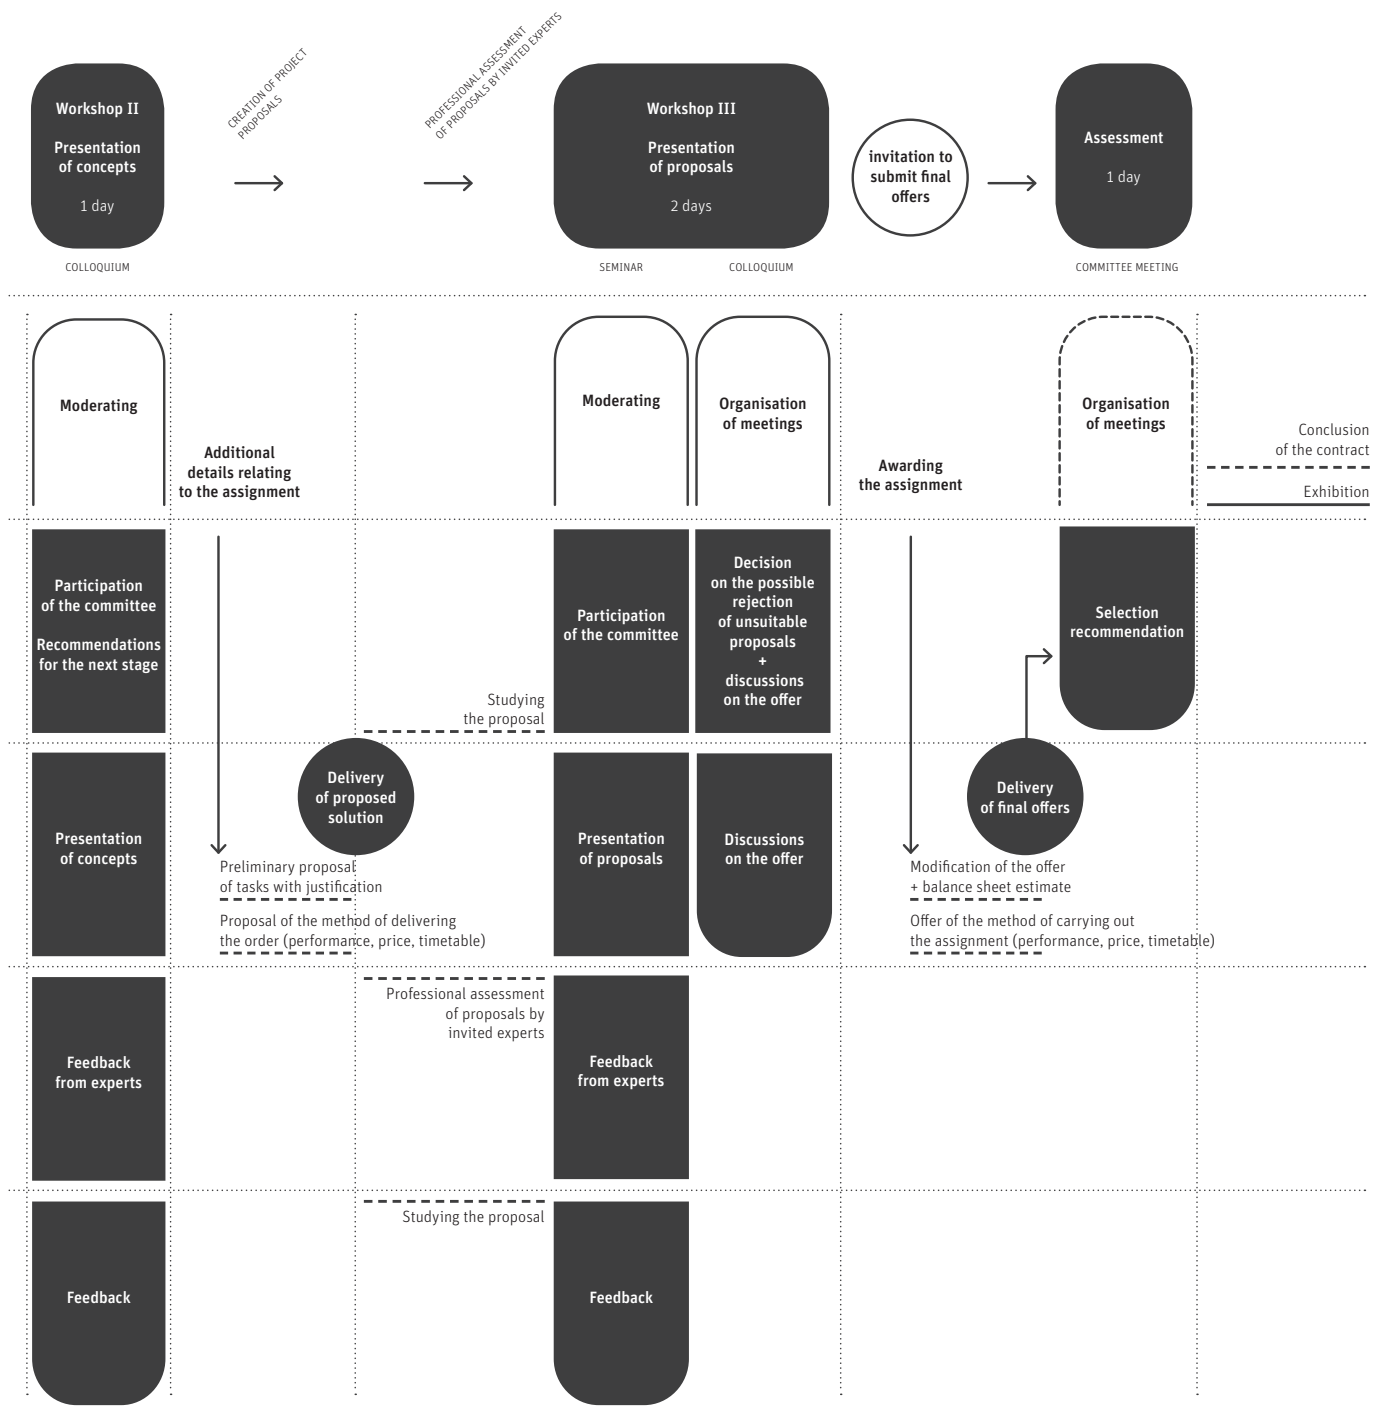 CREATION OF PROJECT
PROPOSALS
PROFESSIONAL ASSESSMENT
OF PROPOSALS BY INVITED EXPERTS
Workshop II
Presentation
of concepts
1 day
COLLOQUIUM
Workshop III
Presentation
of proposals
2 days
SEMINAR
COLLOQUIUM
invitation to
submit final
offers
Assessment
1 day
COMMITTEE MEETING
Moderating
Additional
details relating
to the assignment
Moderating
Organisation
of meetings
Awarding
the assignment
Organisation
of meetings
Conclusion
of the contract
Exhibition
Participation
of the committee
Recommendations
for the next stage
Studying
the proposal
Participation
of the committee
Decision
on the possible
rejection
of unsuitable
proposals
+
discussions
on the offer
Selection
recommendation
Presentation
of concepts
Delivery
of proposed
solution
Preliminary proposal
of tasks with justification
Proposal of the method of delivering
the order (performance, price, timetable)
Presentation
of proposals
Discussions
on the offer
Delivery
of final offers
Modification of the offer
+ balance sheet estimate
Offer of the method of carrying out
the assignment (performance, price, timetable)
Feedback
from experts
Professional assessment
of proposals by
invited experts
Feedback
from experts
Feedback
Studying the proposal
Feedback